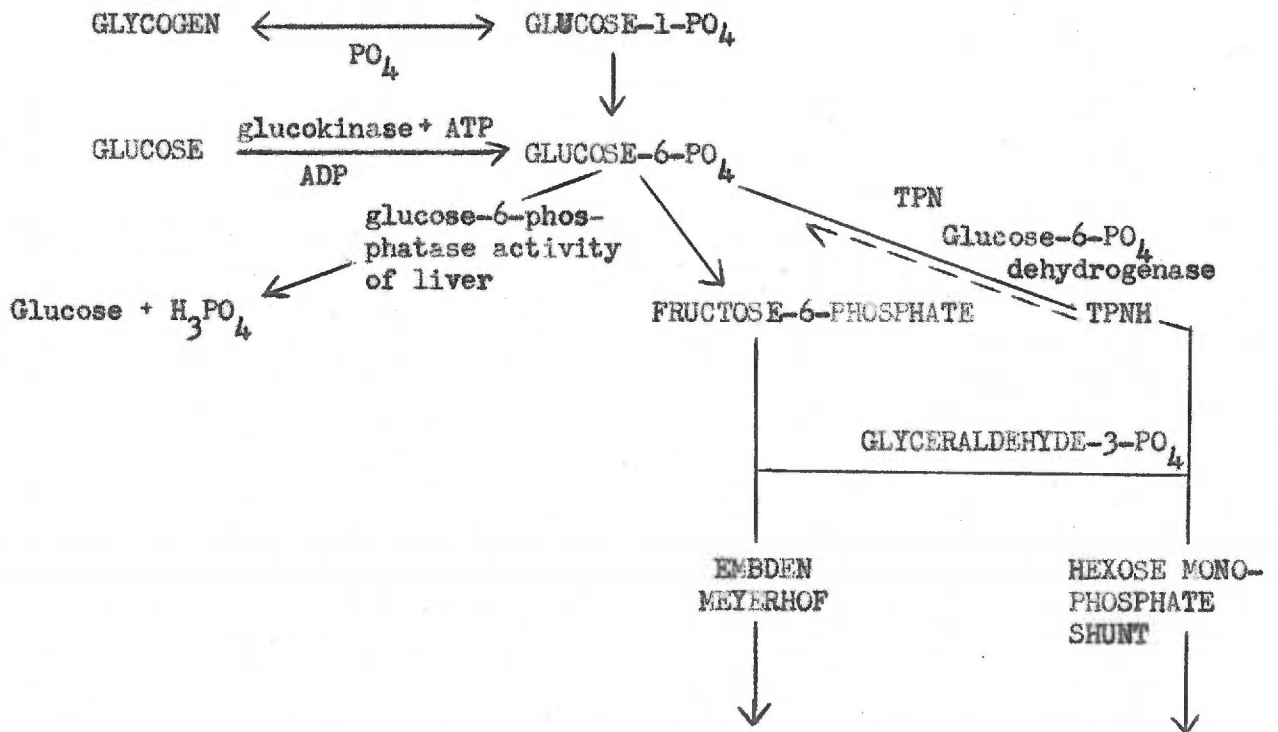 GLYCOGEN
PO4
GLUCOSE-1-PO4
GLUCOSE
glucokinase+ ATP
ADP
GLUCOSE-6-PO4
glucose-6-phos-
phatase activity
of liver
Glucose + H3PO4
TPN
Glucose-6-PO4
dehydrogenase
FRUCTOSE-6-PHOSPHATE
TPNH
GLYCERALDEHYDE-3-PO4
EMBDEN
MEYERHOF
HEXOSE MONO-
PHOSPHATE
SHUNT